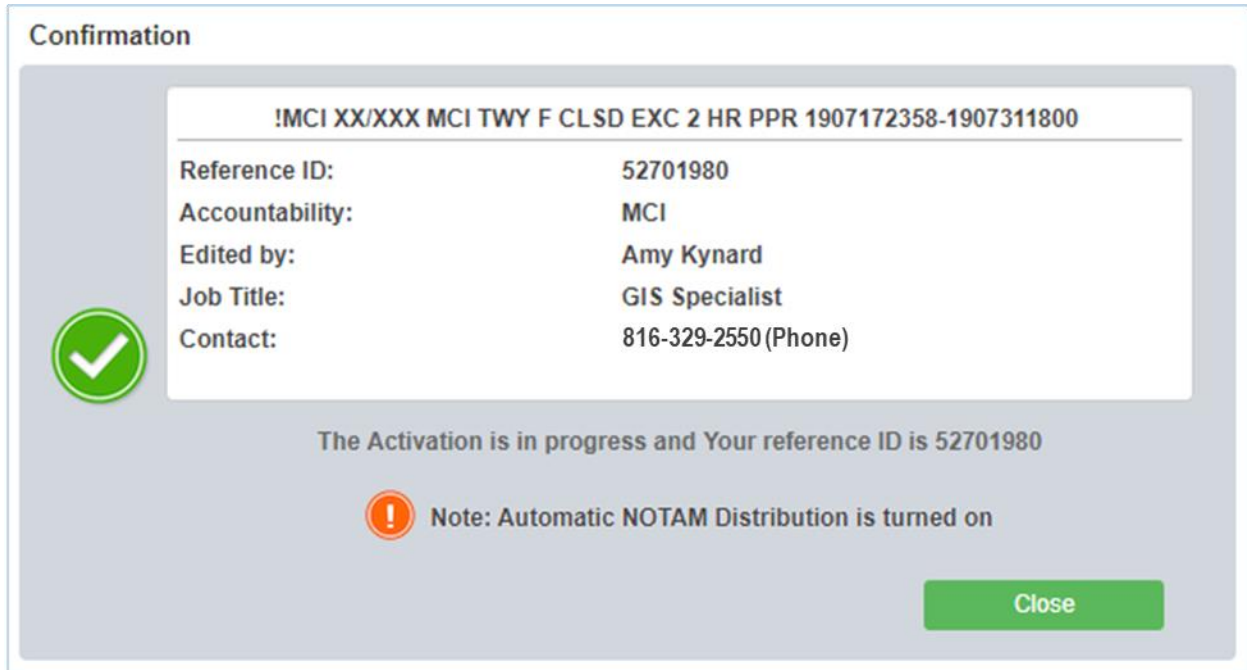 Confirmation
!MCI XX/XXX MCI TWY F CLSD EXC 2 HR PPR 1907172358-1907311800
Reference ID: 52701980
Accountability: MCI
Edited by: Amy Kynard
Job Title: GIS Specialist
Contact: 816-329-2550 (Phone)
The Activation is in progress and Your reference ID is 52701980
! Note: Automatic NOTAM Distribution is turned on
Close